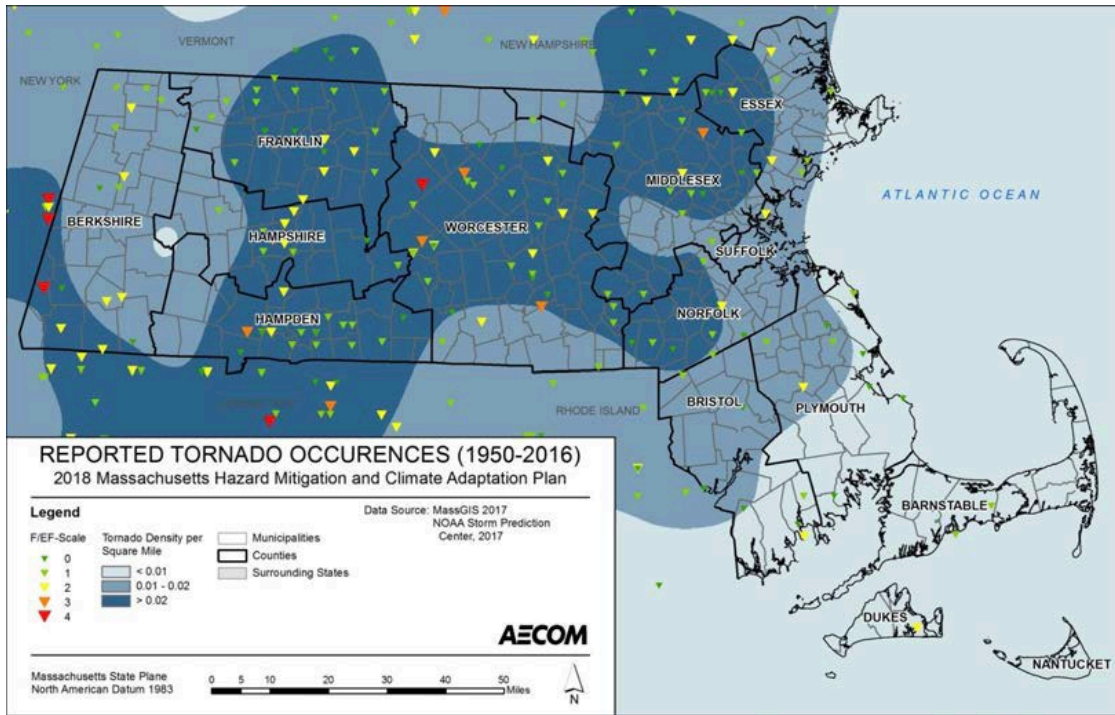 VERMONT
NEW HAMPSHIRE
NEW YORK
ESSEX
FRANKLIN
MIDDLESEX
ATLANTIC OCEAN
BERKSHIRE
HAMPSHIRE
WORCESTER
SUFFOLK
HAMPDEN
NORFOLK
BRISTOL
PLYMOUTH
RHODE ISLAND
BARNSTABLE
DUKES
NANTUCKET
REPORTED TORNADO OCCURENCES (1950-2016)
2018 Massachusetts Hazard Mitigation and Climate Adaptation Plan
Legend
F/EF-Scale
0
1
2
3
4
Tornado Density per
Square Mile
< 0.01
0.01 - 0.02
> 0.02
Municipalities
Counties
Surrounding States
Data Source: MassGIS 2017
NOAA Storm Prediction
Center, 2017
AECOM
Massachusetts State Plane
North American Datum 1983
0 5 10 20 30 40 50
Miles
N